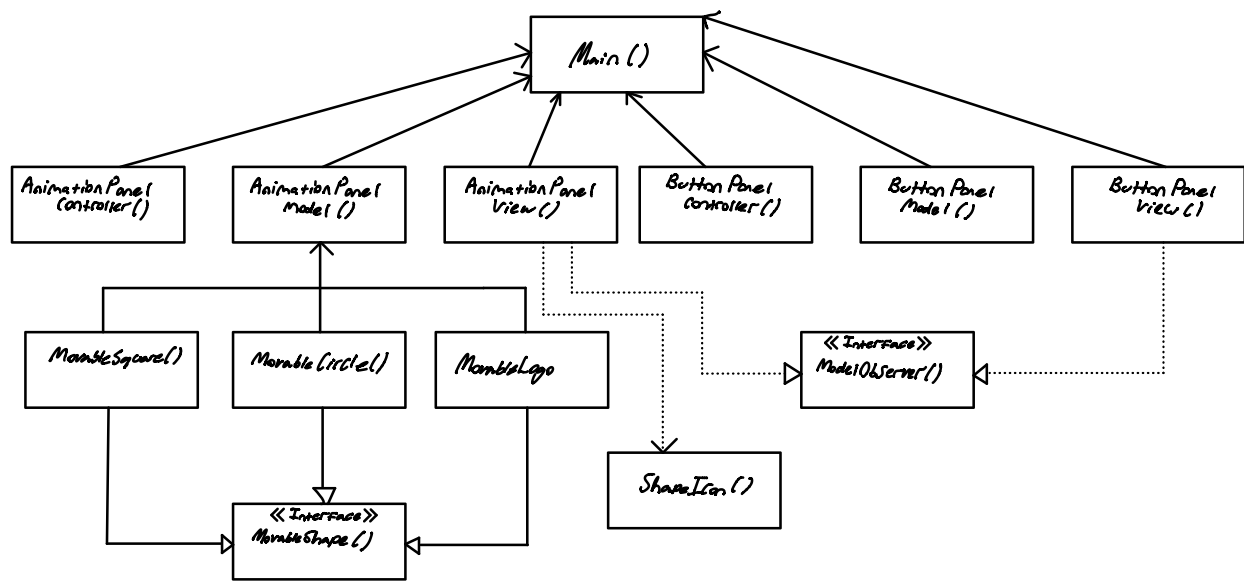 Main()
AnimationPanel
Controller()
AnimationPanel
Model()
AnimationPanel
View()
ButtonPanel
Controller()
ButtonPanel
Model()
ButtonPanel
View()
MovableSquare()
MovableCircle()
MovableLogo
<<Interface>>
ModelObserver()
ShapeIcon()
<<Interface>>
MovableShape()